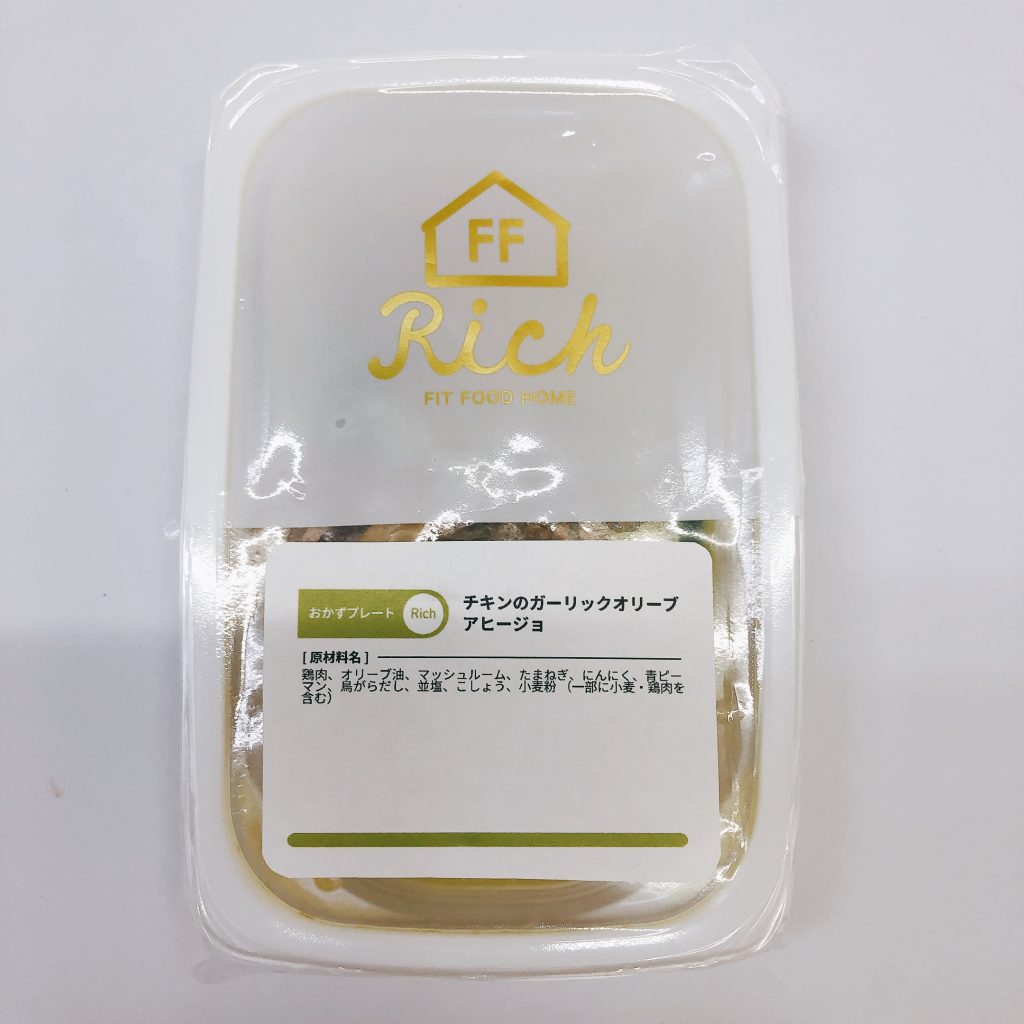 FF
Rich
FIT FOOD HOME
おかずプレート Rich
チキンのガーリックオリーブ
アヒージョ
[ 原材料名 ]
鶏肉、オリーブ油、マッシュルーム、たまねぎ、にんにく、青ピー
マン、鳥がらだし、並塩、こしょう、小麦粉 （一部に小麦・鶏肉を
含む）